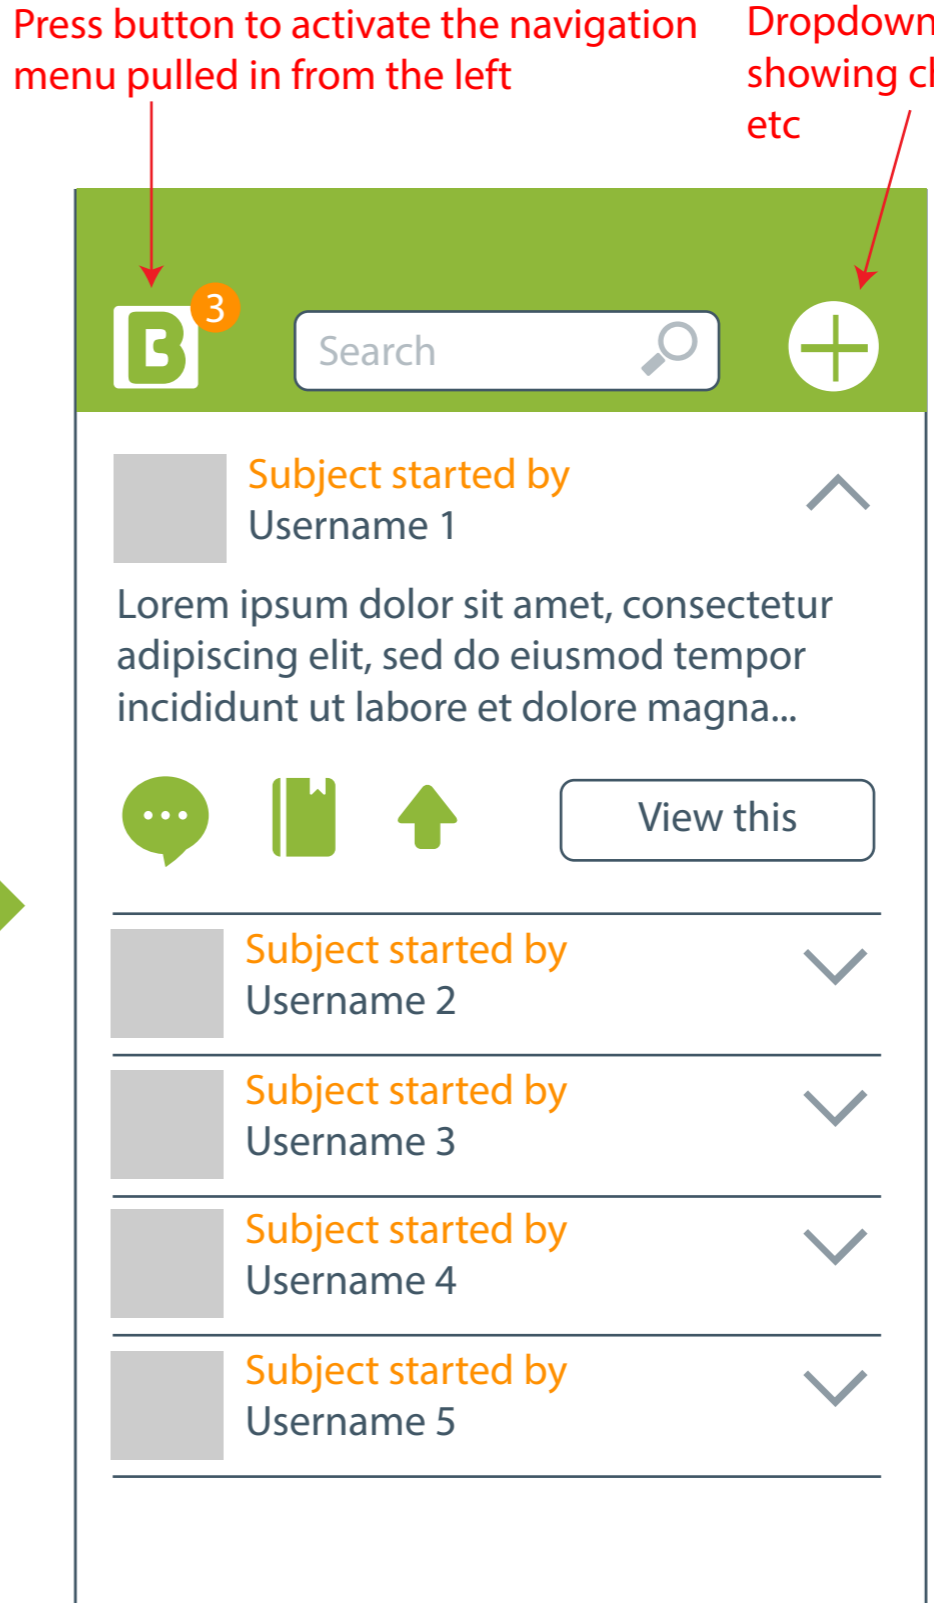 Press button to activate the navigation
menu pulled in from the left
Dropdown
showing
etc
B
3
Search
Subject started by
Username 1
Lorem ipsum dolor sit amet, consectetur
adipiscing elit, sed do eiusmod tempor
incididunt ut labore et dolore magna...
View this
Subject started by
Username 2
Subject started by
Username 3
Subject started by
Username 4
Subject started by
Username 5